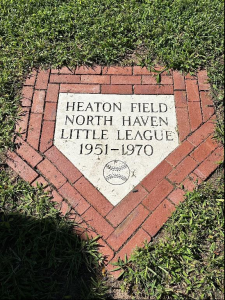 HEATON FIELD
NORTH HAVEN
LITTLE LEAGUE
1951-1970